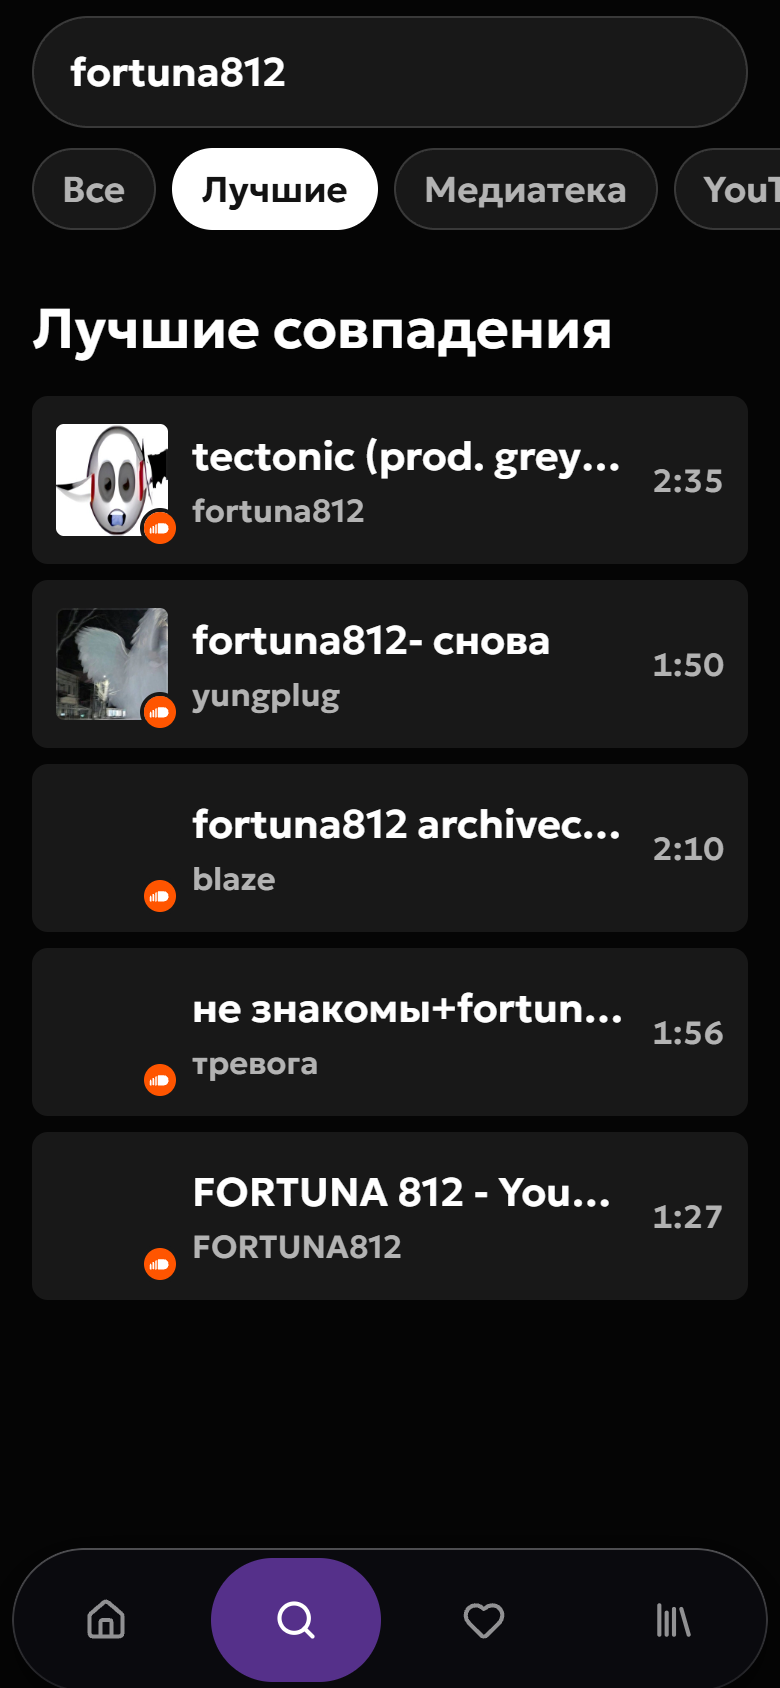 fortuna812
Все
Лучшие
Медиатека
YouT
Лучшие совпадения
tectonic (prod. grey...
2:35
fortuna812
fortuna812- снова
1:50
yungplug
fortuna812 archivec...
2:10
blaze
не знакомы+fortun...
1:56
тревога
FORTUNA 812 - You...
1:27
FORTUNA812